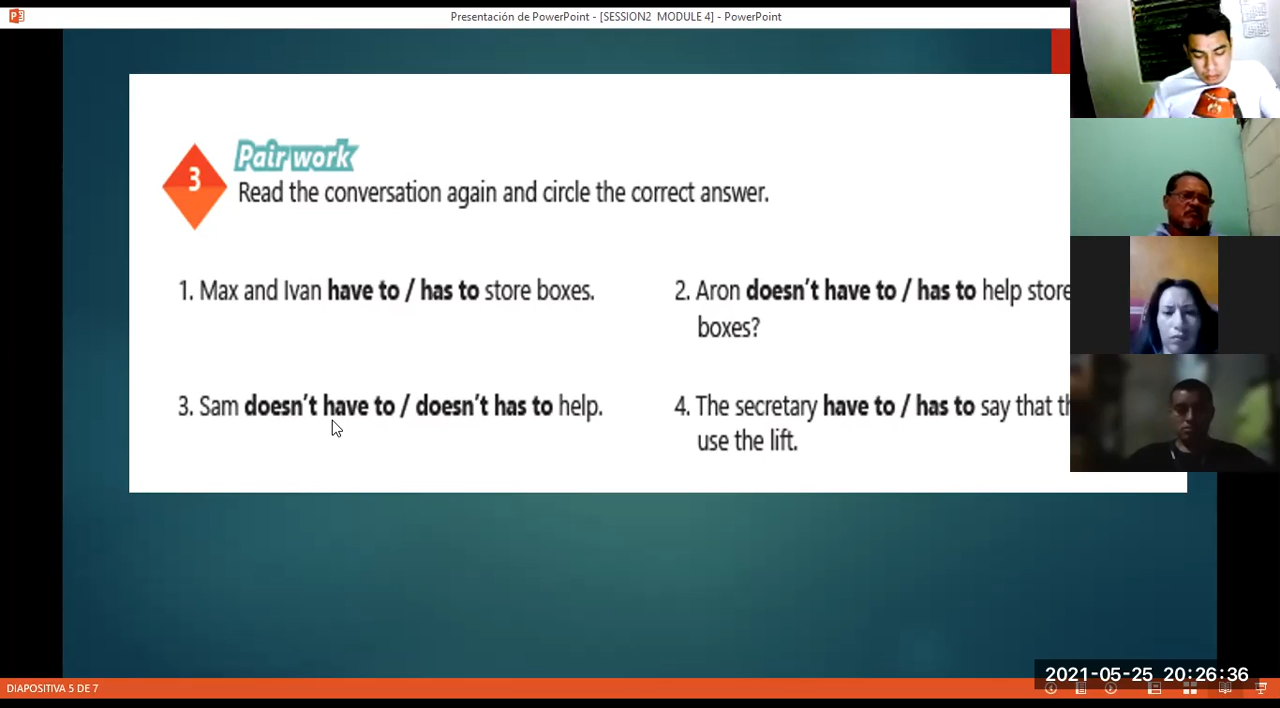 Presentación de PowerPoint - [SESSION2 MODULE 4] - PowerPoint
3
Pair work
Read the conversation again and circle the correct answer.
1. Max and Ivan have to / has to store boxes.
2. Aron doesn't have to / has to help store
boxes?
3. Sam doesn't have to / doesn't has to help.
4. The secretary have to / has to say that
use the lift.
2021-05-25 20:26:36
DIAPOSITIVA 5 DE 7